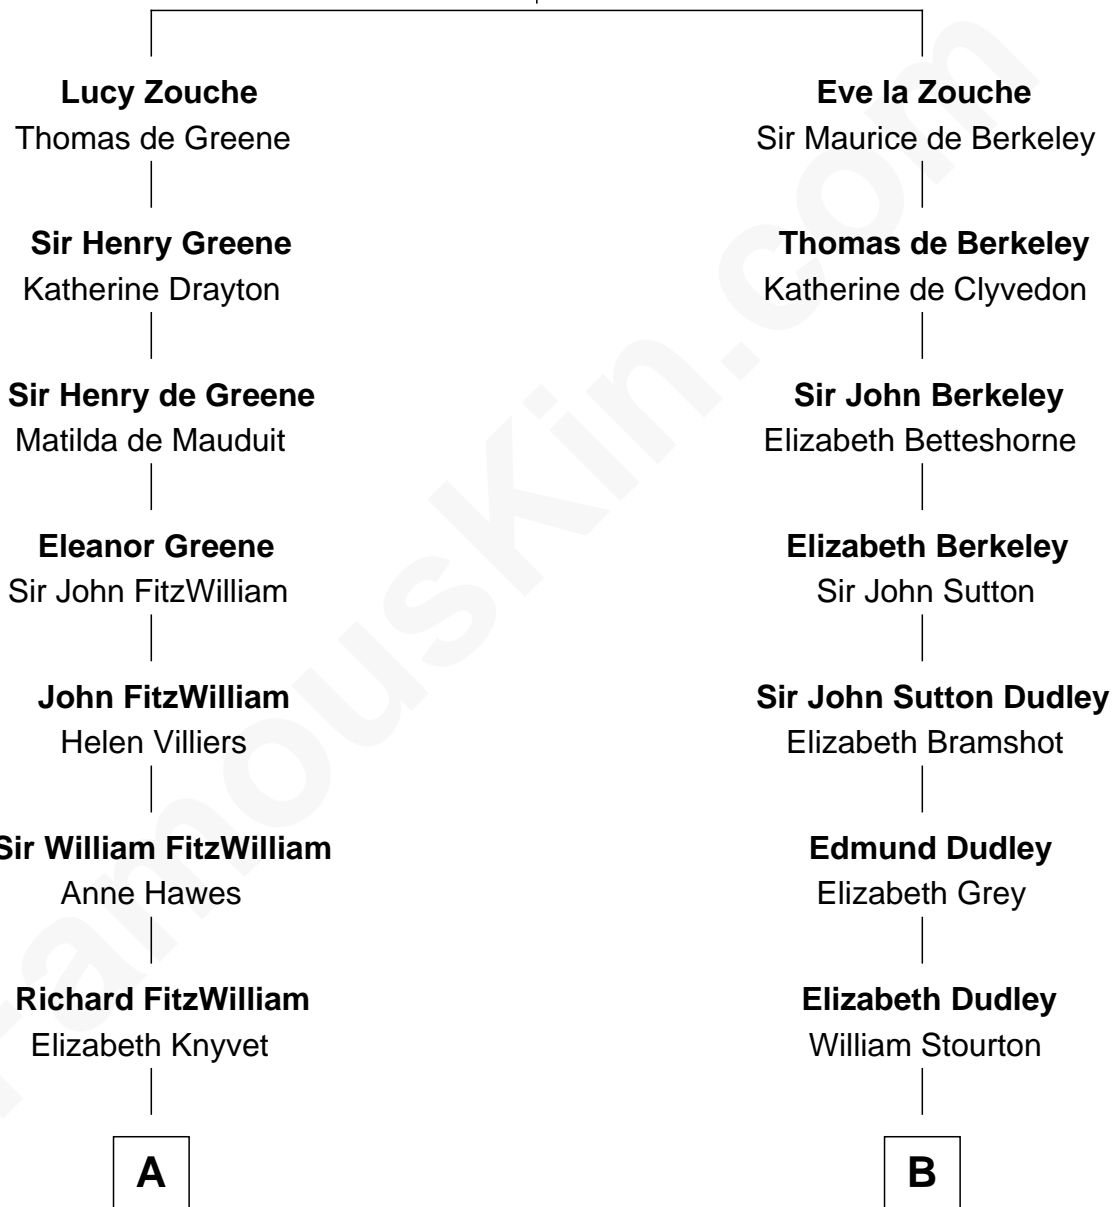 Lucy Zouche
Thomas de Greene
Sir Henry Greene
Katherine Drayton
Sir Henry de Greene
Matilda de Mauduit
Eleanor Greene
Sir John FitzWilliam
John FitzWilliam
Helen Villiers
Sir William FitzWilliam
Anne Hawes
Richard FitzWilliam
Elizabeth Knyvet
A
Eve la Zouche
Sir Maurice de Berkeley
Thomas de Berkeley
Katherine de Clyvedon
Sir John Berkeley
Elizabeth Betteshorne
Elizabeth Berkeley
Sir John Sutton
Sir John Sutton Dudley
Elizabeth Bramshot
Edmund Dudley
Elizabeth Grey
Elizabeth Dudley
William Stourton
B
FamousKin.com